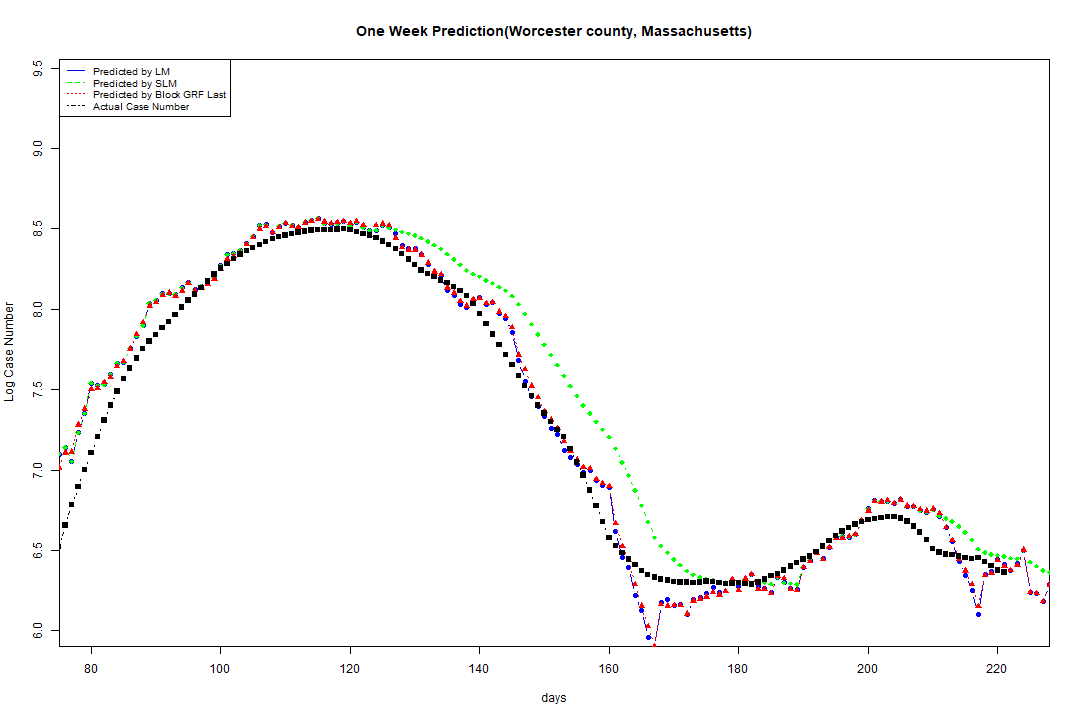 One Week Prediction(Worcester county, Massachusetts)
Predicted by LM
Predicted by SLM
Predicted by Block GRF Last
Actual Case Number
9.5
9.0
8.5
8.0
7.5
7.0
6.5
6.0
Log Case Number
80 100 120 140 160 180 200 220
days